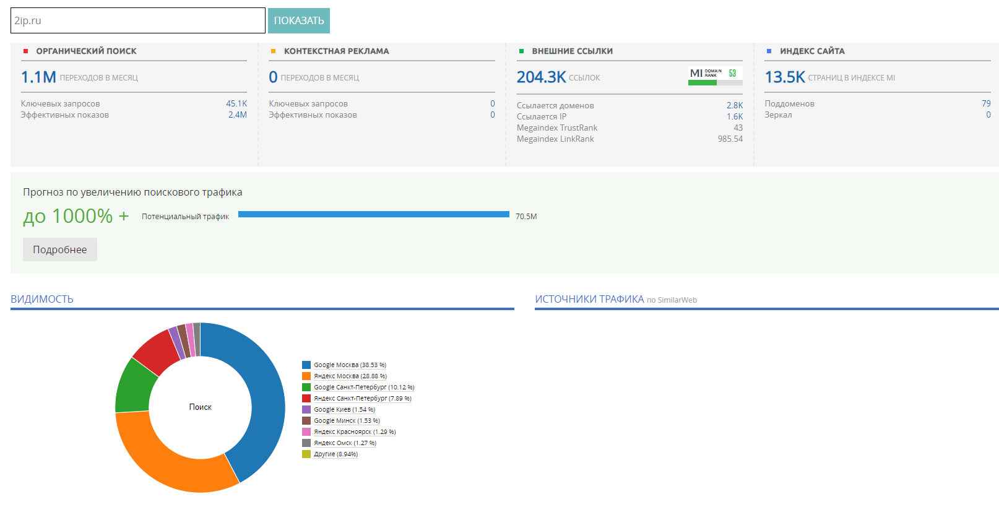 2ip.ru
ПОКАЗАТЬ
ОРГАНИЧЕСКИЙ ПОИСК
1.1M ПЕРЕХОДОВ В МЕСЯЦ
Ключевых запросов 45.1K
Эффективных показов 2.4M
КОНТЕКСТНАЯ РЕКЛАМА
0 ПЕРЕХОДОВ В МЕСЯЦ
Ключевых запросов 0
Эффективных показов 0
ВНЕШНИЕ ССЫЛКИ
204.3K ССЫЛОК
MI DOMAIN RANK 53
Ссылается доменов 2.8K
Ссылается IP 1.6K
Megaindex TrustRank 43
Megaindex LinkRank 985.54
ИНДЕКС САЙТА
13.5K СТРАНИЦ В ИНДЕКСЕ MI
Поддоменов 79
Зеркал 0
Прогноз по увеличению поискового трафика
до 1000% + Потенциальный трафик 70.5M
Подробнее
ВИДИМОСТЬ
Поиск
Google Москва (38.53 %)
Яндекс Москва (28.88 %)
Google Санкт-Петербург (10.12 %)
Яндекс Санкт-Петербург (7.89 %)
Google Киев (1.54 %)
Google Минск (1.53 %)
Яндекс Красноярск (1.29 %)
Яндекс Омск (1.27 %)
Другие (8.94%)
ИСТОЧНИКИ ТРАФИКА по SimilarWeb